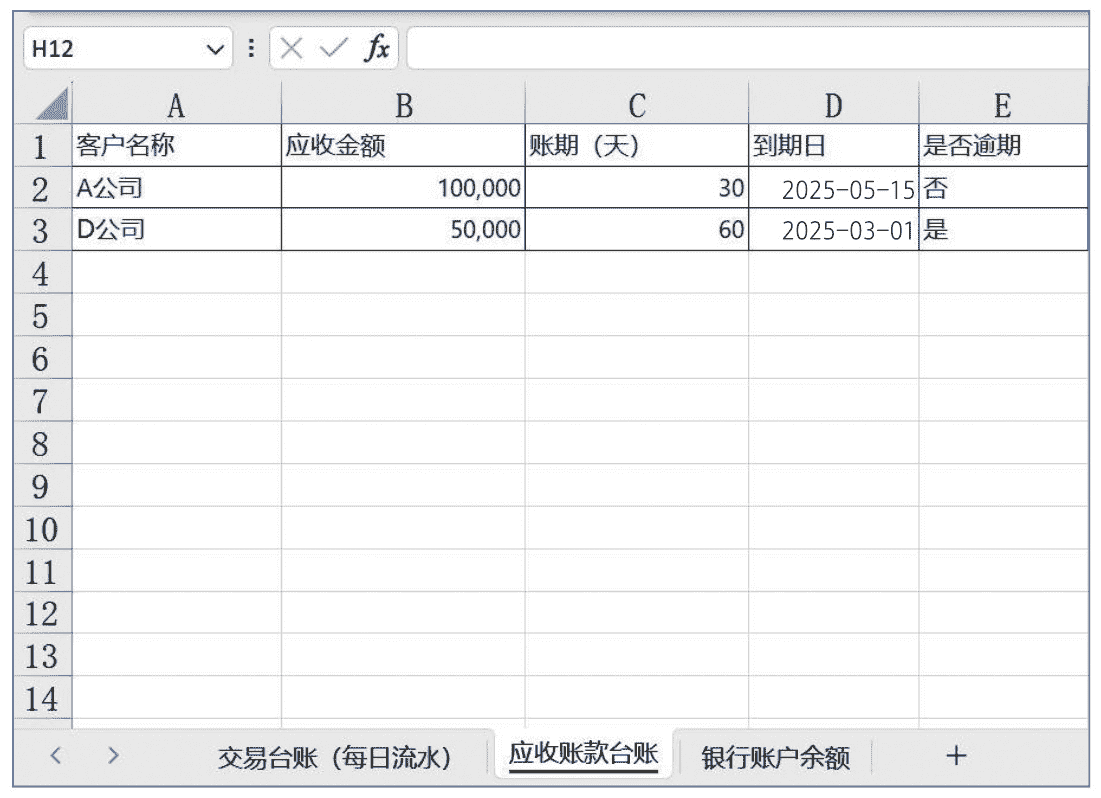 H12 fx
A B C D E
1 客户名称 应收金额 账期（天） 到期日 是否逾期
2 A公司 100,000 30 2025-05-15 否
3 D公司 50,000 60 2025-03-01 是
4
5
6
7
8
9
10
11
12
13
14
交易台账（每日流水） 应收账款台账 银行账户余额 +